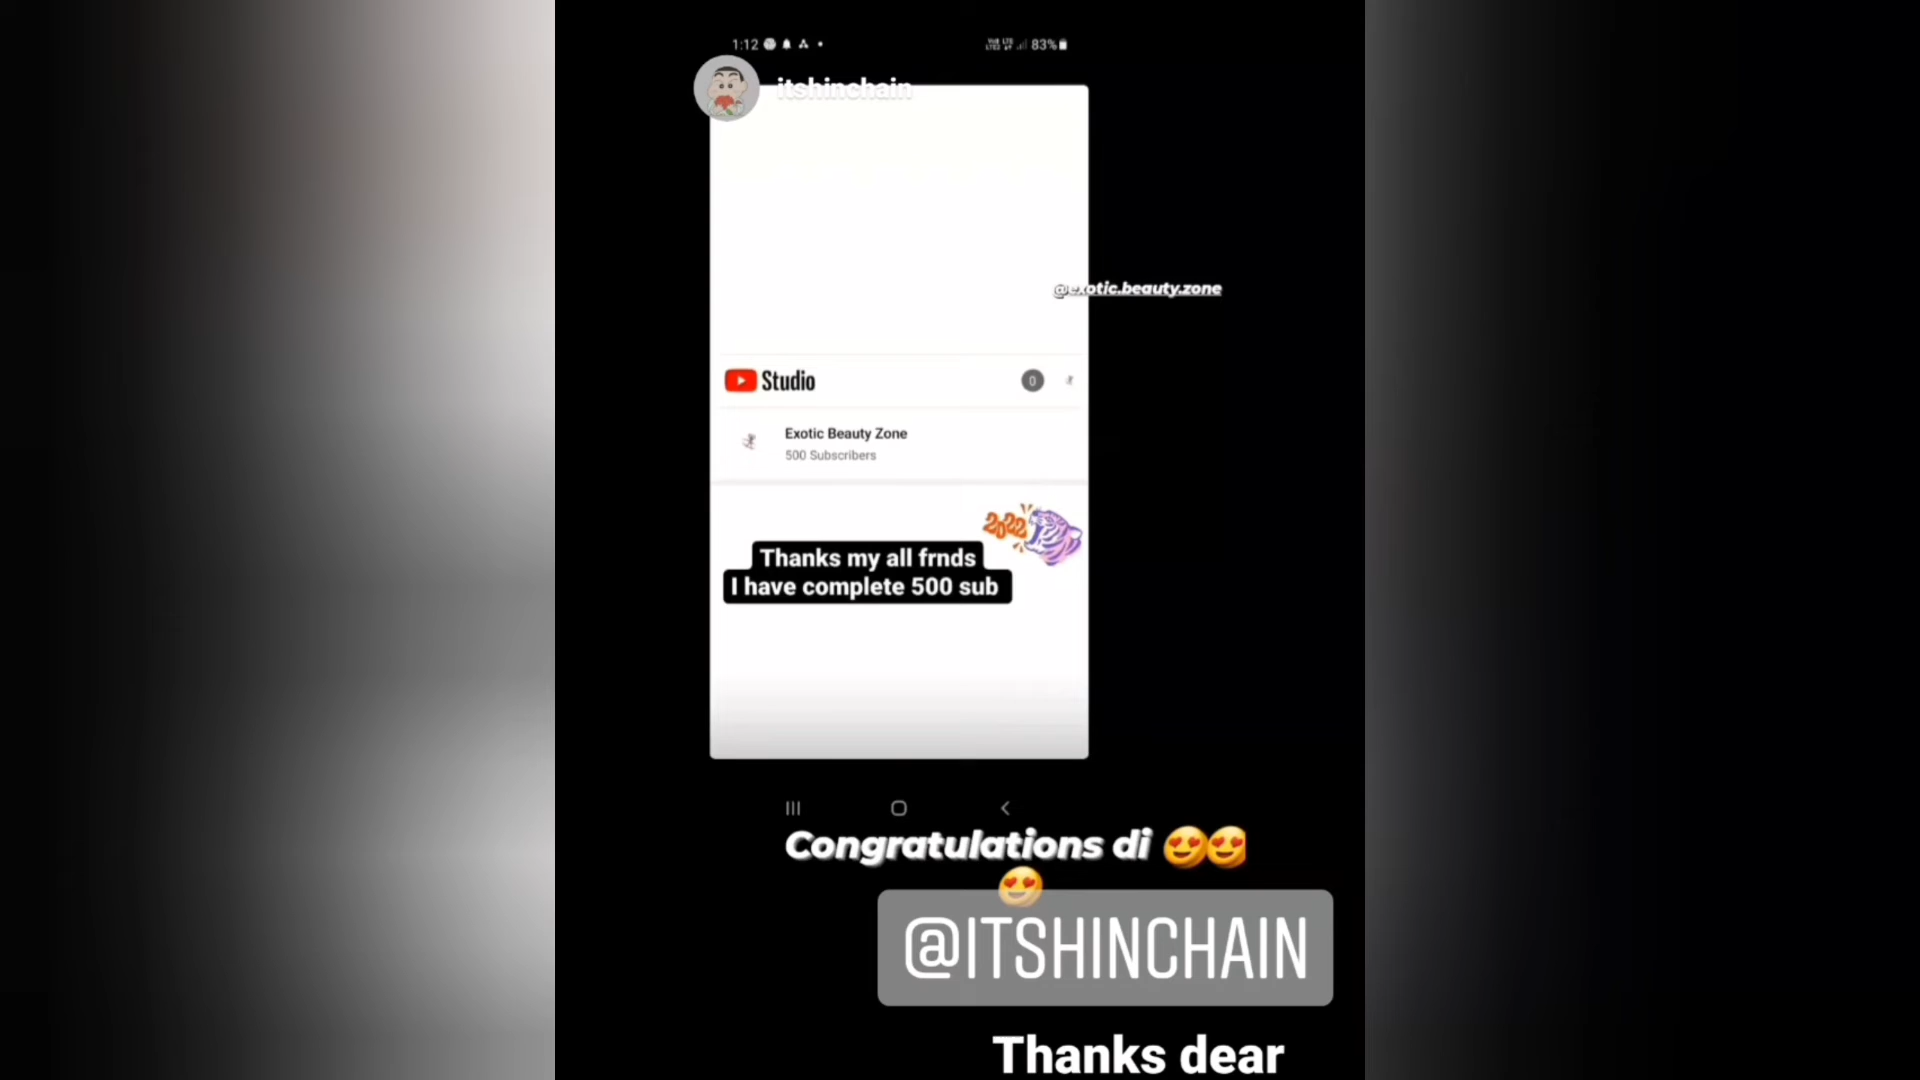 1:12
83%
itshinchain
@exotic.beauty.zone
Studio
0
Exotic Beauty Zone
500 Subscribers
2022
Thanks my all frnds
I have complete 500 sub
Congratulations di 😍😍
😍
@ITSHINCHAIN
Thanks dear